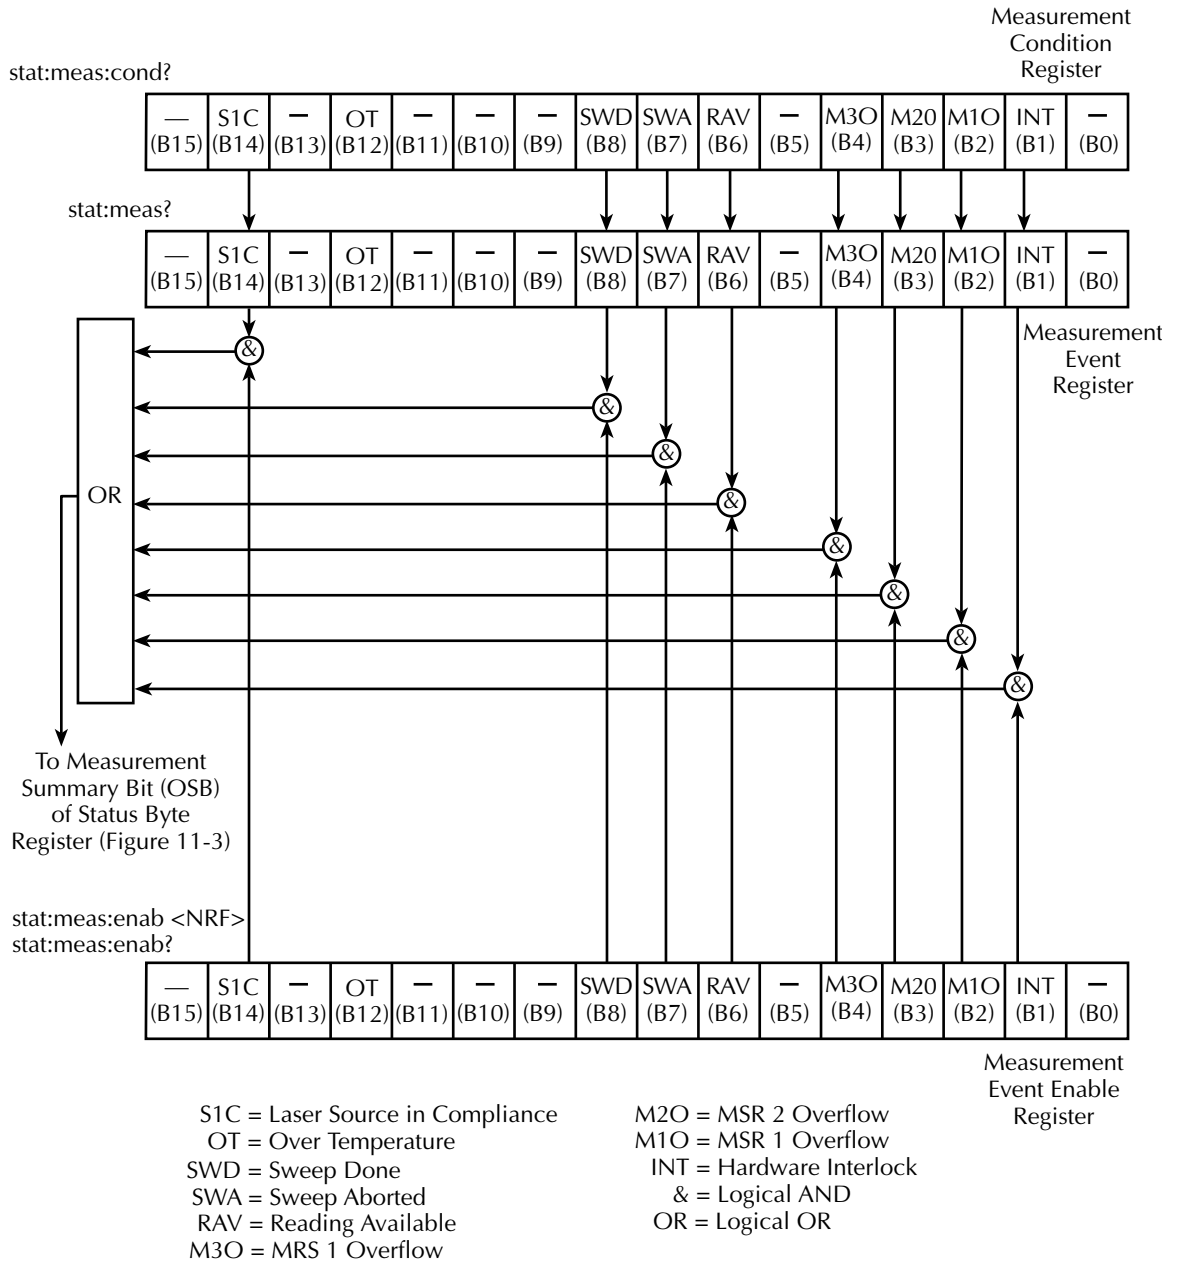 Measurement
Condition
Register
stat:meas:cond?
— S1C – OT – – – SWD SWA RAV – M3O M20 M1O INT –
(B15) (B14) (B13) (B12) (B11) (B10) (B9) (B8) (B7) (B6) (B5) (B4) (B3) (B2) (B1) (B0)
stat:meas?
— S1C – OT – – – SWD SWA RAV – M3O M20 M1O INT –
(B15) (B14) (B13) (B12) (B11) (B10) (B9) (B8) (B7) (B6) (B5) (B4) (B3) (B2) (B1) (B0)
Measurement
Event
Register
&
&
&
OR
&
&
&
&
&
To Measurement
Summary Bit (OSB)
of Status Byte
Register (Figure 11-3)
stat:meas:enab <NRF>
stat:meas:enab?
— S1C – OT – – – SWD SWA RAV – M3O M20 M1O INT –
(B15) (B14) (B13) (B12) (B11) (B10) (B9) (B8) (B7) (B6) (B5) (B4) (B3) (B2) (B1) (B0)
Measurement
Event Enable
Register
S1C = Laser Source in Compliance
OT = Over Temperature
SWD = Sweep Done
SWA = Sweep Aborted
RAV = Reading Available
M3O = MRS 1 Overflow
M2O = MSR 2 Overflow
M1O = MSR 1 Overflow
INT = Hardware Interlock
& = Logical AND
OR = Logical OR